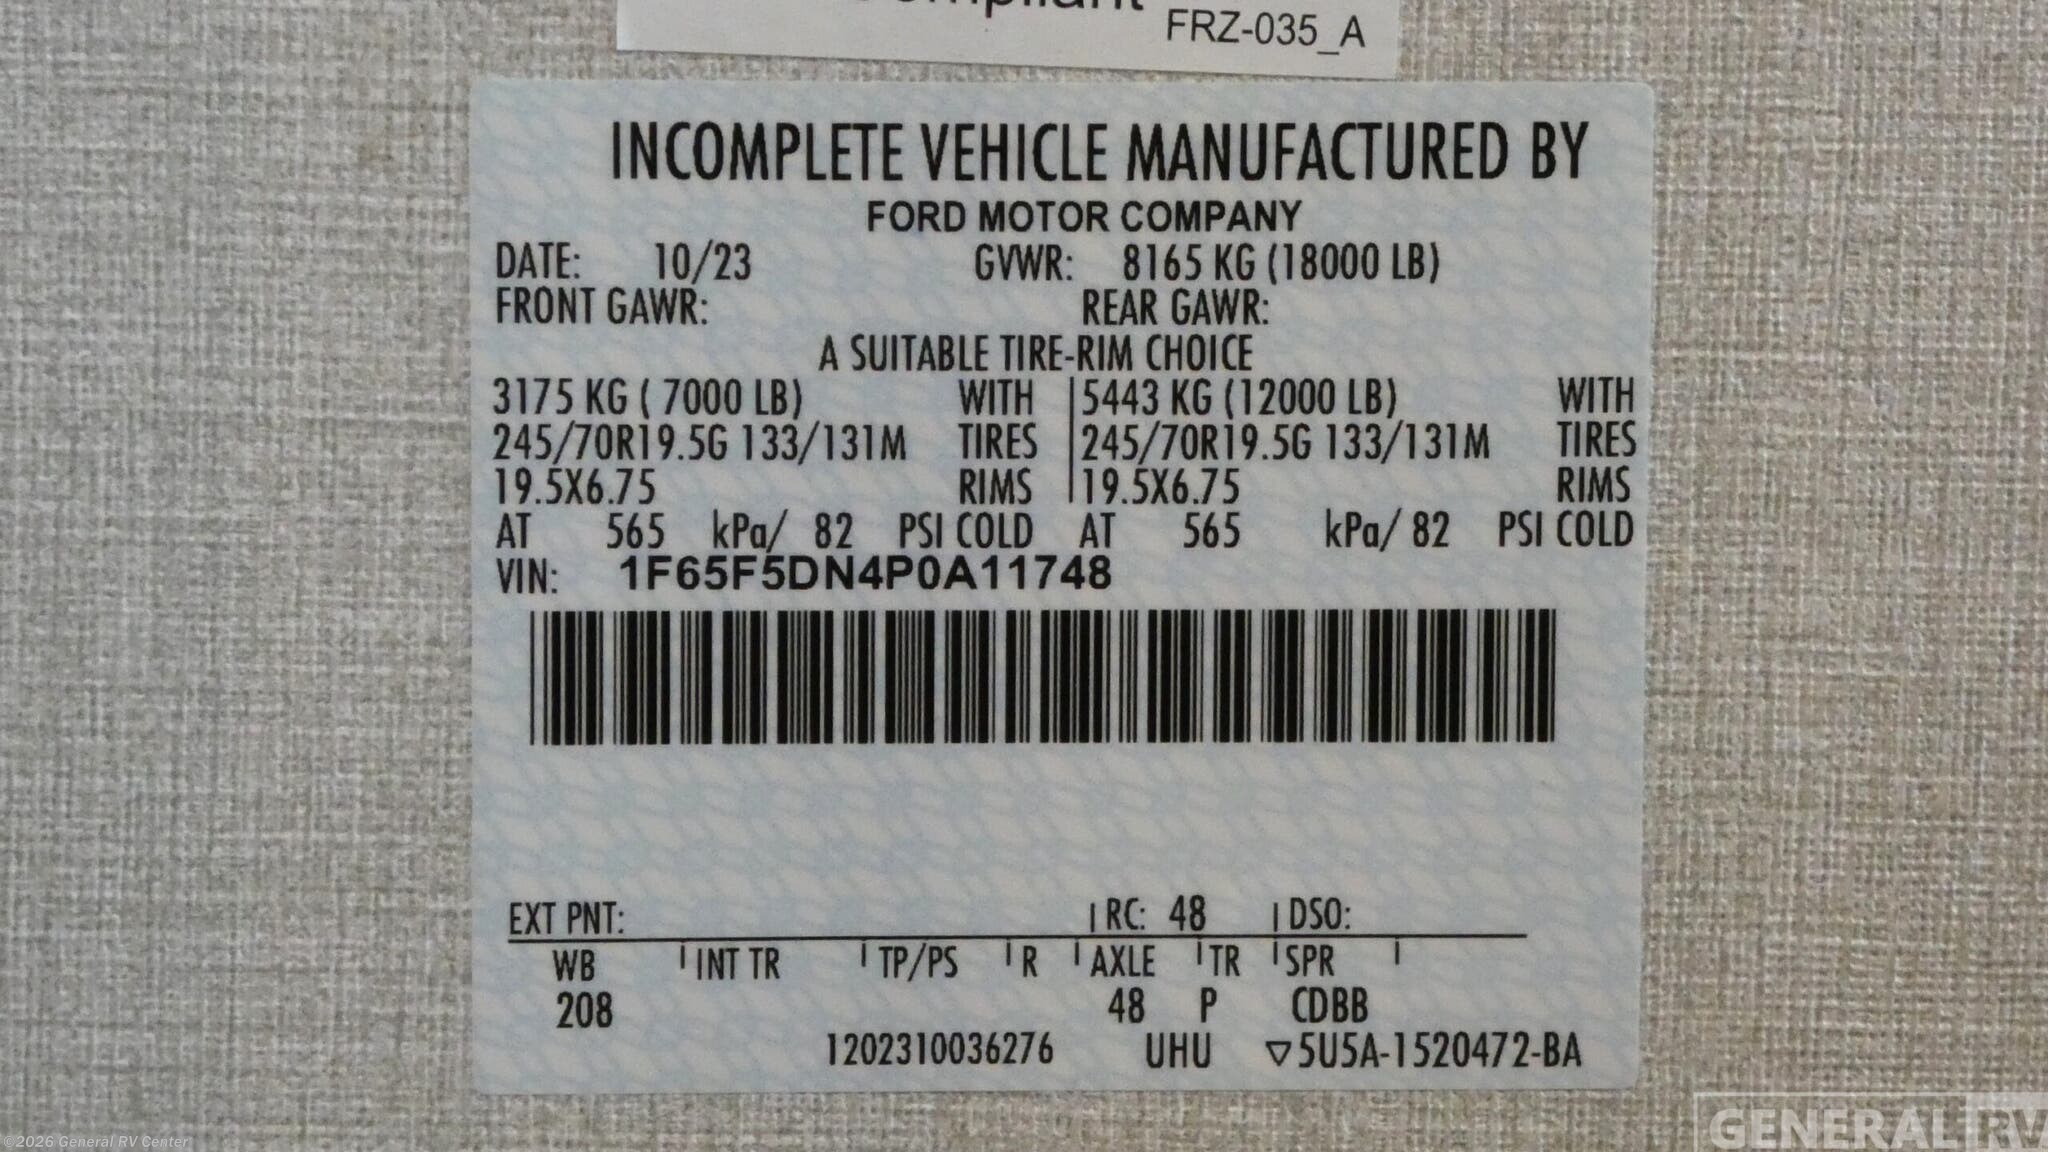 FRZ-035_A
INCOMPLETE VEHICLE MANUFACTURED BY
FORD MOTOR COMPANY
DATE: 10/23 GVWR: 8165 KG (18000 LB)
FRONT GAWR: REAR GAWR:
A SUITABLE TIRE-RIM CHOICE
3175 KG ( 7000 LB) WITH 5443 KG (12000 LB) WITH
245/70R19.5G 133/131M TIRES 245/70R19.5G 133/131M TIRES
19.5X6.75 RIMS 19.5X6.75 RIMS
AT 565 kPa/ 82 PSI COLD AT 565 kPa/ 82 PSI COLD
VIN: 1F65F5DN4P0A11748
EXT PNT: RC: 48 DSO:
WB INT TR TP/PS R AXLE TR SPR
208 48 P CDBB
1202310036276 UHU ▽5U5A-1520472-BA
©2026 General RV Center
GENERAL RV